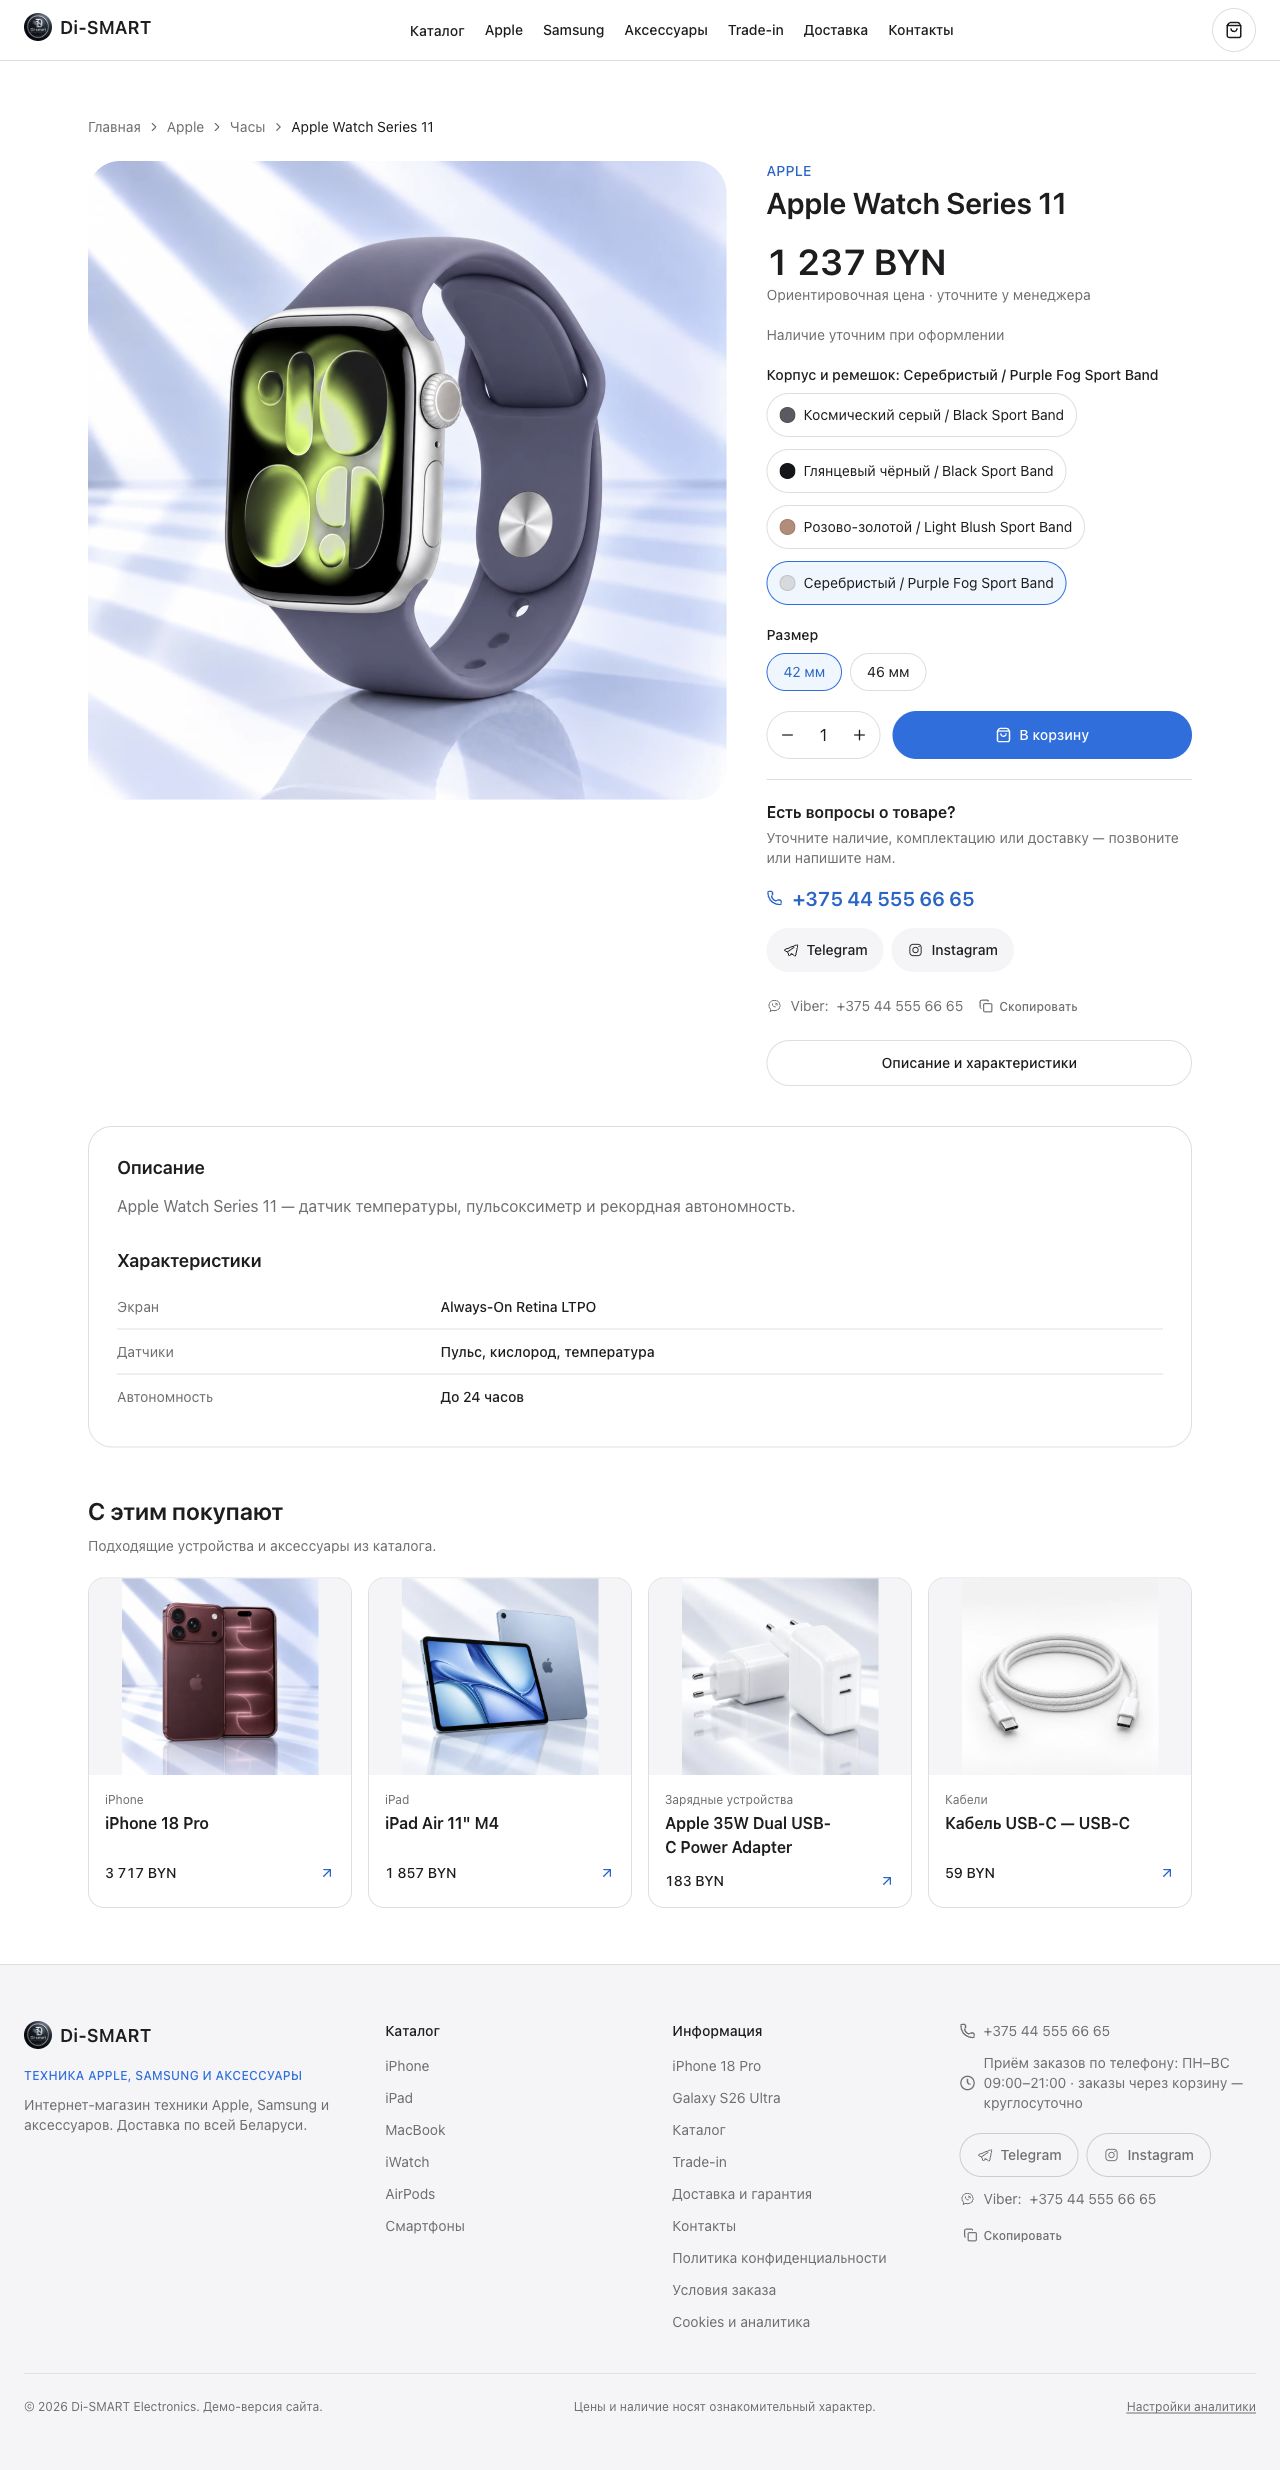 Di-SMART
Каталог
Apple
Samsung
Аксессуары
Trade-in
Доставка
Контакты
Главная
Apple
Часы
Apple Watch Series 11
APPLE
Apple Watch Series 11
1 237 BYN
Ориентировочная цена · уточните у менеджера
Наличие уточним при оформлении
Корпус и ремешок: Серебристый / Purple Fog Sport Band
Космический серый / Black Sport Band
Глянцевый чёрный / Black Sport Band
Розово-золотой / Light Blush Sport Band
Серебристый / Purple Fog Sport Band
Размер
42 мм
46 мм
1
В корзину
Есть вопросы о товаре?
Уточните наличие, комплектацию или доставку — позвоните
или напишите нам.
+375 44 555 66 65
Telegram
Instagram
Viber: +375 44 555 66 65
Скопировать
Описание и характеристики
Описание
Apple Watch Series 11 — датчик температуры, пульсоксиметр и рекордная автономность.
Характеристики
Экран
Always-On Retina LTPO
Датчики
Пульс, кислород, температура
Автономность
До 24 часов
С этим покупают
Подходящие устройства и аксессуары из каталога.
iPhone
iPhone 18 Pro
3 717 BYN
iPad
iPad Air 11" M4
1 857 BYN
Зарядные устройства
Apple 35W Dual USB-
C Power Adapter
183 BYN
Кабели
Кабель USB-C — USB-C
59 BYN
Di-SMART
ТЕХНИКА APPLE, SAMSUNG И АКСЕССУАРЫ
Интернет-магазин техники Apple, Samsung и
аксессуаров. Доставка по всей Беларуси.
Каталог
iPhone
iPad
MacBook
iWatch
AirPods
Смартфоны
Информация
iPhone 18 Pro
Galaxy S26 Ultra
Каталог
Trade-in
Доставка и гарантия
Контакты
Политика конфиденциальности
Условия заказа
Cookies и аналитика
+375 44 555 66 65
Приём заказов по телефону: ПН–ВС
09:00–21:00 · заказы через корзину —
круглосуточно
Telegram
Instagram
Viber: +375 44 555 66 65
Скопировать
© 2026 Di-SMART Electronics. Демо-версия сайта.
Цены и наличие носят ознакомительный характер.
Настройки аналитики